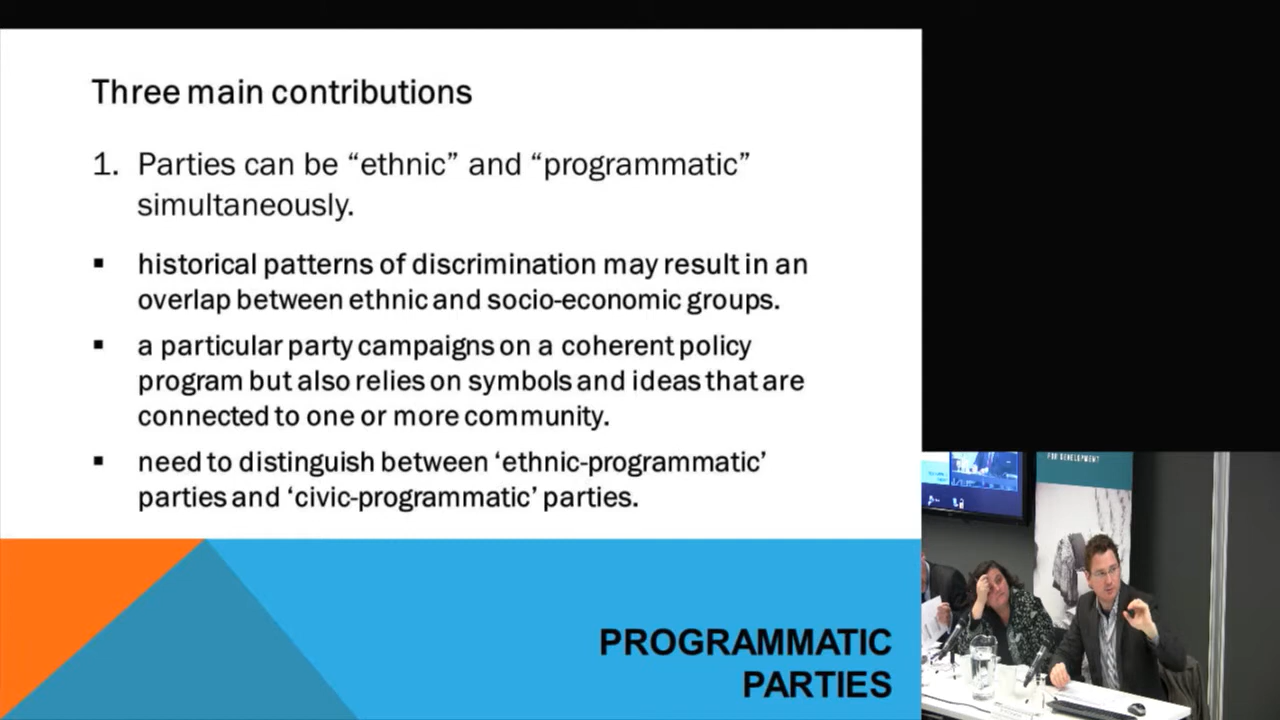 Three main contributions
1. Parties can be “ethnic” and “programmatic”
simultaneously.
▪ historical patterns of discrimination may result in an
overlap between ethnic and socio-economic groups.
▪ a particular party campaigns on a coherent policy
program but also relies on symbols and ideas that are
connected to one or more community.
▪ need to distinguish between ‘ethnic-programmatic’
parties and ‘civic-programmatic’ parties.
PROGRAMMATIC
PARTIES
FOR DEVELOPMENT